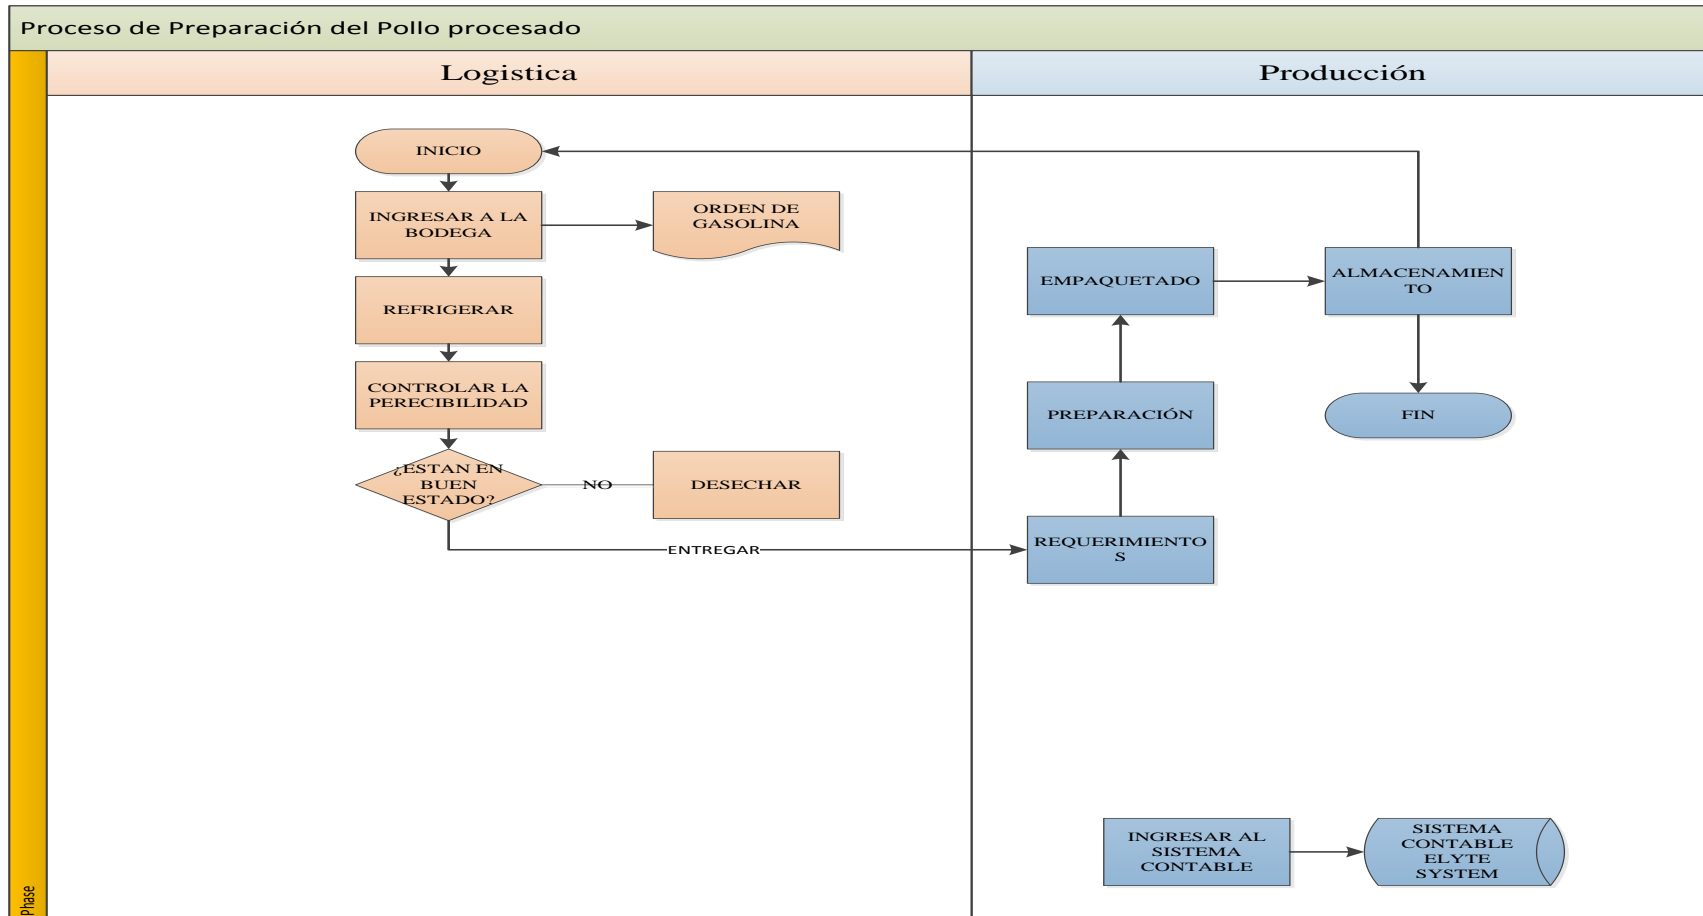 Proceso de Preparación del Pollo procesado
Logistica
Producción
INICIO
INGRESAR A LA
BODEGA
ORDEN DE
GASOLINA
REFRIGERAR
CONTROLAR LA
PERECIBILIDAD
¿ESTAN EN
BUEN
ESTADO?
NO
DESECHAR
ENTREGAR
EMPAQUETADO
ALMACENAMIEN
TO
PREPARACIÓN
FIN
REQUERIMIENTO
S
INGRESAR AL
SISTEMA
CONTABLE
SISTEMA
CONTABLE
ELYTE
SYSTEM
Phase